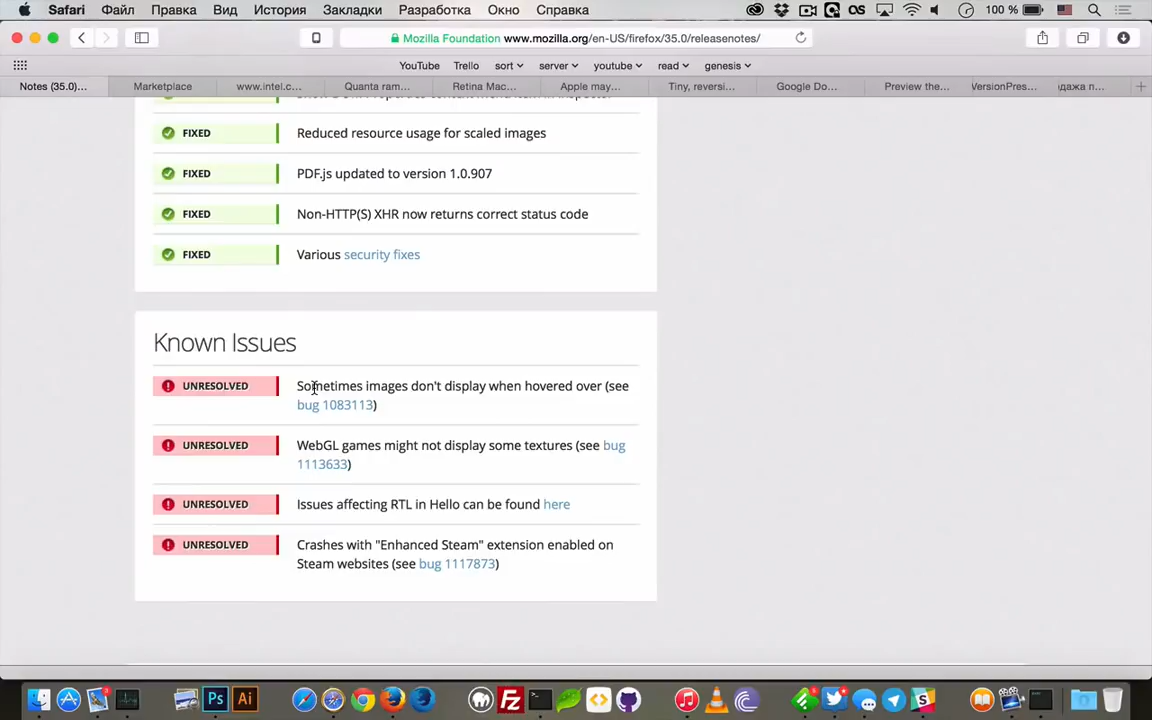 Safari Файл Правка Вид История Закладки Разработка Окно Справка 100 %
Mozilla Foundation www.mozilla.org/en-US/firefox/35.0/releasenotes/
YouTube Trello sort server youtube read genesis
Notes (35.0)... Marketplace www.intel.c... Quanta ram... Retina Mac... Apple may... Tiny, reversi... Google Do... Preview the... VersionPres...
FIXED Reduced resource usage for scaled images
FIXED PDF.js updated to version 1.0.907
FIXED Non-HTTP(S) XHR now returns correct status code
FIXED Various security fixes
Known Issues
UNRESOLVED Sometimes images don't display when hovered over (see
bug 1083113)
UNRESOLVED WebGL games might not display some textures (see bug
1113633)
UNRESOLVED Issues affecting RTL in Hello can be found here
UNRESOLVED Crashes with "Enhanced Steam" extension enabled on
Steam websites (see bug 1117873)
Ps Ai Fz